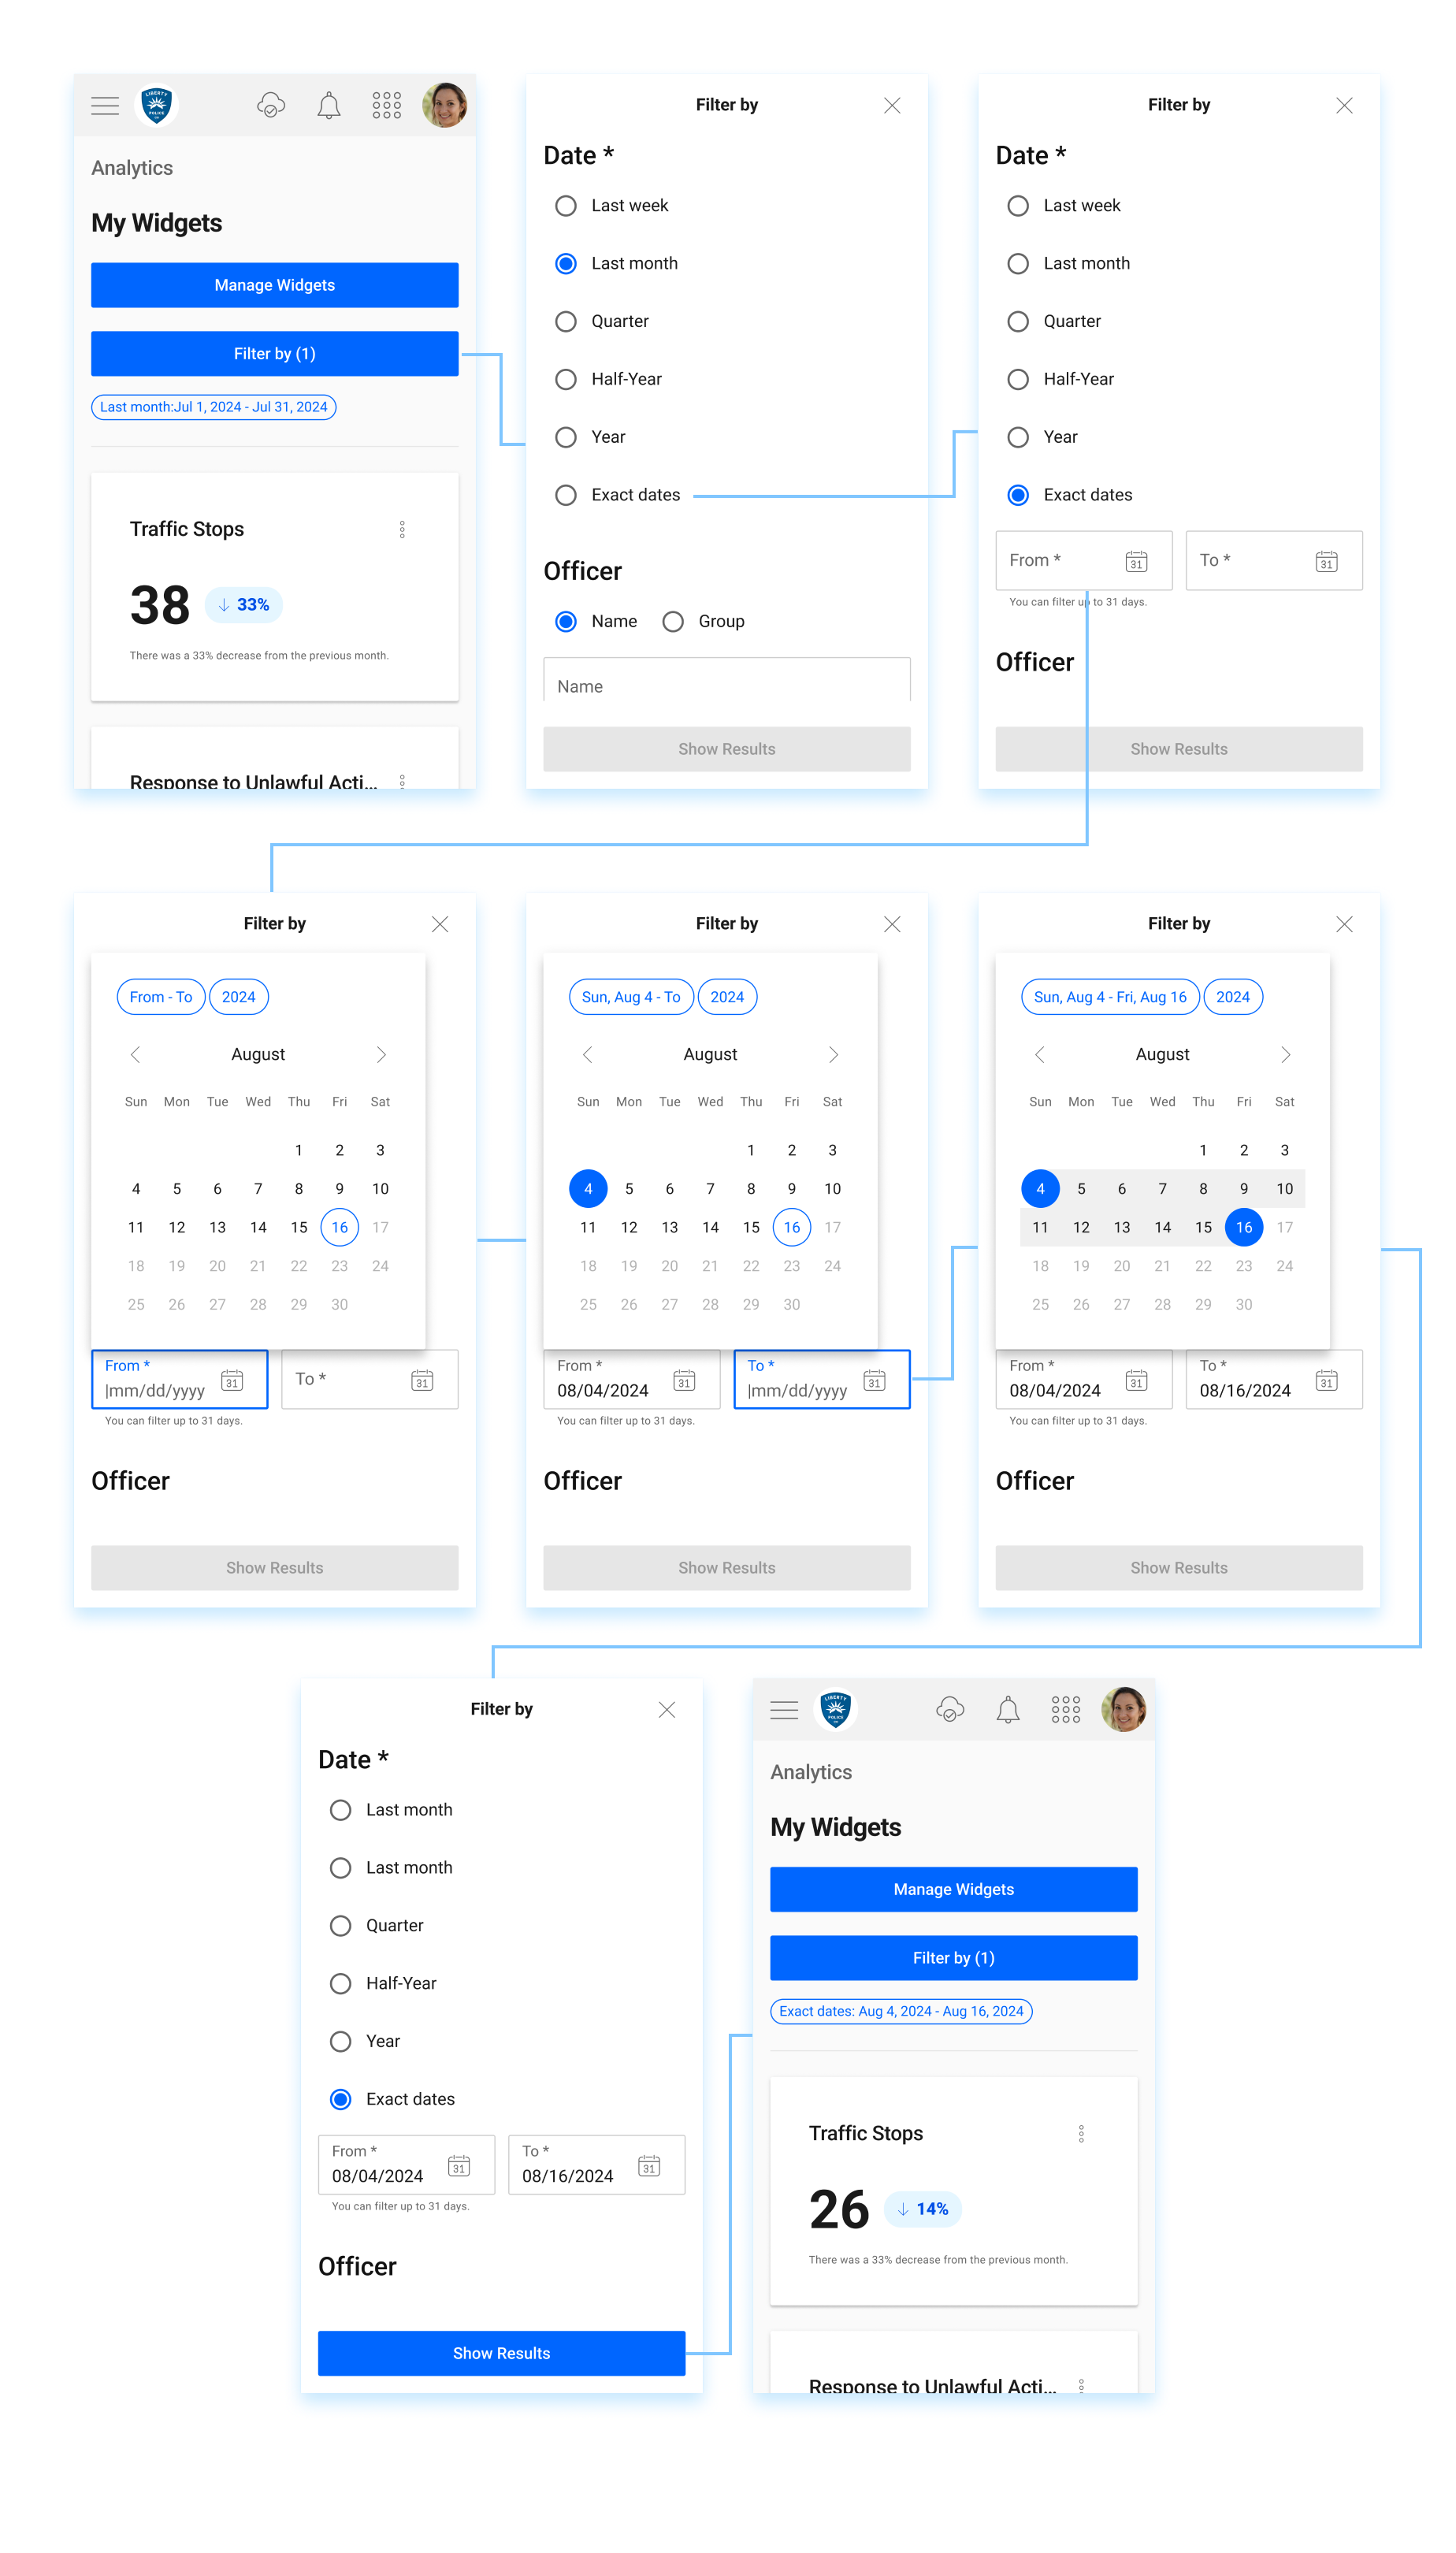 LIBERTY
POLICE
Analytics
My Widgets
Manage Widgets
Filter by (1)
Last month:Jul 1, 2024 - Jul 31, 2024
Traffic Stops
38 33%
There was a 33% decrease from the previous month.
Response to Unlawful Acti...
Filter by
Date *
Last week
Last month
Quarter
Half-Year
Year
Exact dates
Officer
Name Group
Name
Show Results
Filter by
Date *
Last week
Last month
Quarter
Half-Year
Year
Exact dates
From * 31 To * 31
You can filter up to 31 days.
Officer
Show Results
Filter by
From - To 2024
August
Sun Mon Tue Wed Thu Fri Sat
1 2 3
4 5 6 7 8 9 10
11 12 13 14 15 16 17
18 19 20 21 22 23 24
25 26 27 28 29 30
From *
|mm/dd/yyyy 31 To * 31
You can filter up to 31 days.
Officer
Show Results
Filter by
Sun, Aug 4 - To 2024
August
Sun Mon Tue Wed Thu Fri Sat
1 2 3
4 5 6 7 8 9 10
11 12 13 14 15 16 17
18 19 20 21 22 23 24
25 26 27 28 29 30
From * To *
08/04/2024 31 |mm/dd/yyyy 31
You can filter up to 31 days.
Officer
Show Results
Filter by
Sun, Aug 4 - Fri, Aug 16 2024
August
Sun Mon Tue Wed Thu Fri Sat
1 2 3
4 5 6 7 8 9 10
11 12 13 14 15 16 17
18 19 20 21 22 23 24
25 26 27 28 29 30
From * To *
08/04/2024 31 08/16/2024 31
You can filter up to 31 days.
Officer
Show Results
Filter by
Date *
Last month
Last month
Quarter
Half-Year
Year
Exact dates
From * To *
08/04/2024 31 08/16/2024 31
You can filter up to 31 days.
Officer
Show Results
LIBERTY
POLICE
Analytics
My Widgets
Manage Widgets
Filter by (1)
Exact dates: Aug 4, 2024 - Aug 16, 2024
Traffic Stops
26 14%
There was a 33% decrease from the previous month.
Response to Unlawful Acti...